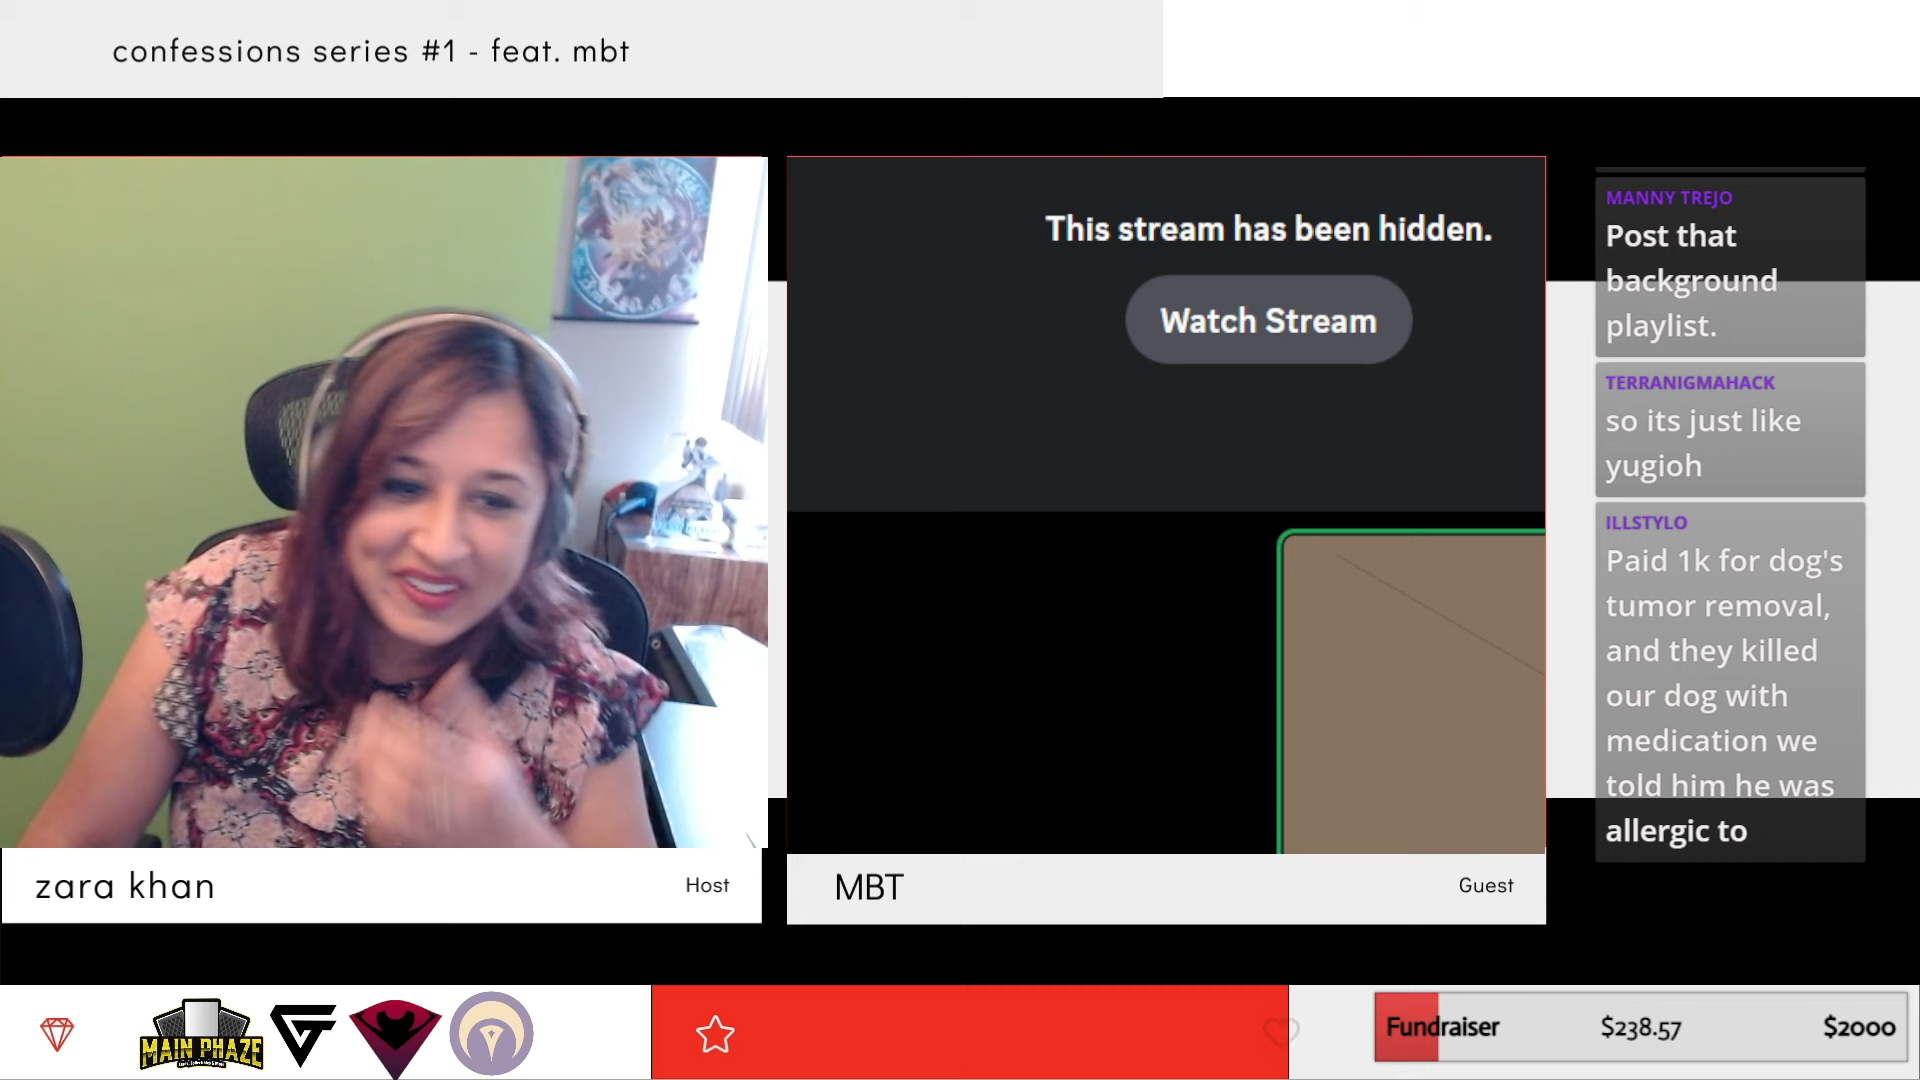 confessions series #1 - feat. mbt
This stream has been hidden.
Watch Stream
MANNY TREJO
Post that
background
playlist.
TERRANIGMAHACK
so its just like
yugioh
ILLSTYLO
Paid 1k for dog's
tumor removal,
and they killed
our dog with
medication we
told him he was
allergic to
zara khan
Host
MBT
Guest
MAIN PHAZE
Fundraiser
$238.57
$2000